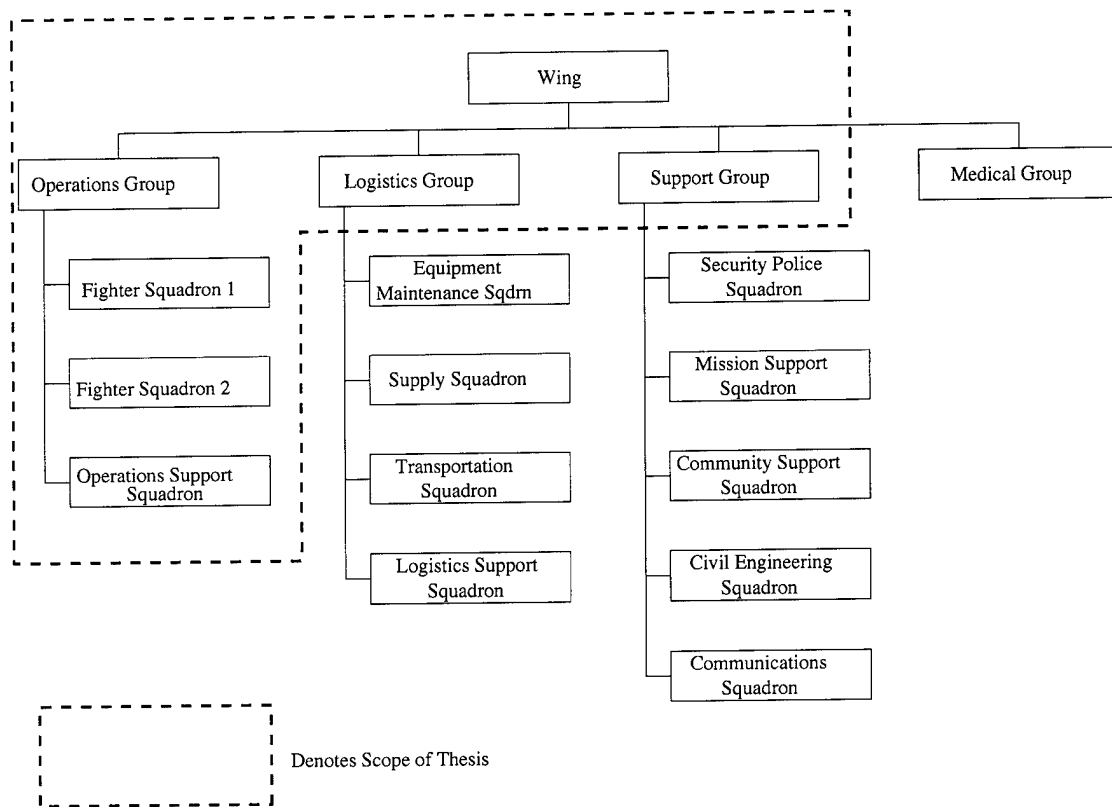 Wing
Operations Group
Logistics Group
Support Group
Medical Group
Fighter Squadron 1
Fighter Squadron 2
Operations Support
Squadron
Equipment
Maintenance Sqdrn
Supply Squadron
Transportation
Squadron
Logistics Support
Squadron
Security Police
Squadron
Mission Support
Squadron
Community Support
Squadron
Civil Engineering
Squadron
Communications
Squadron
Denotes Scope of Thesis